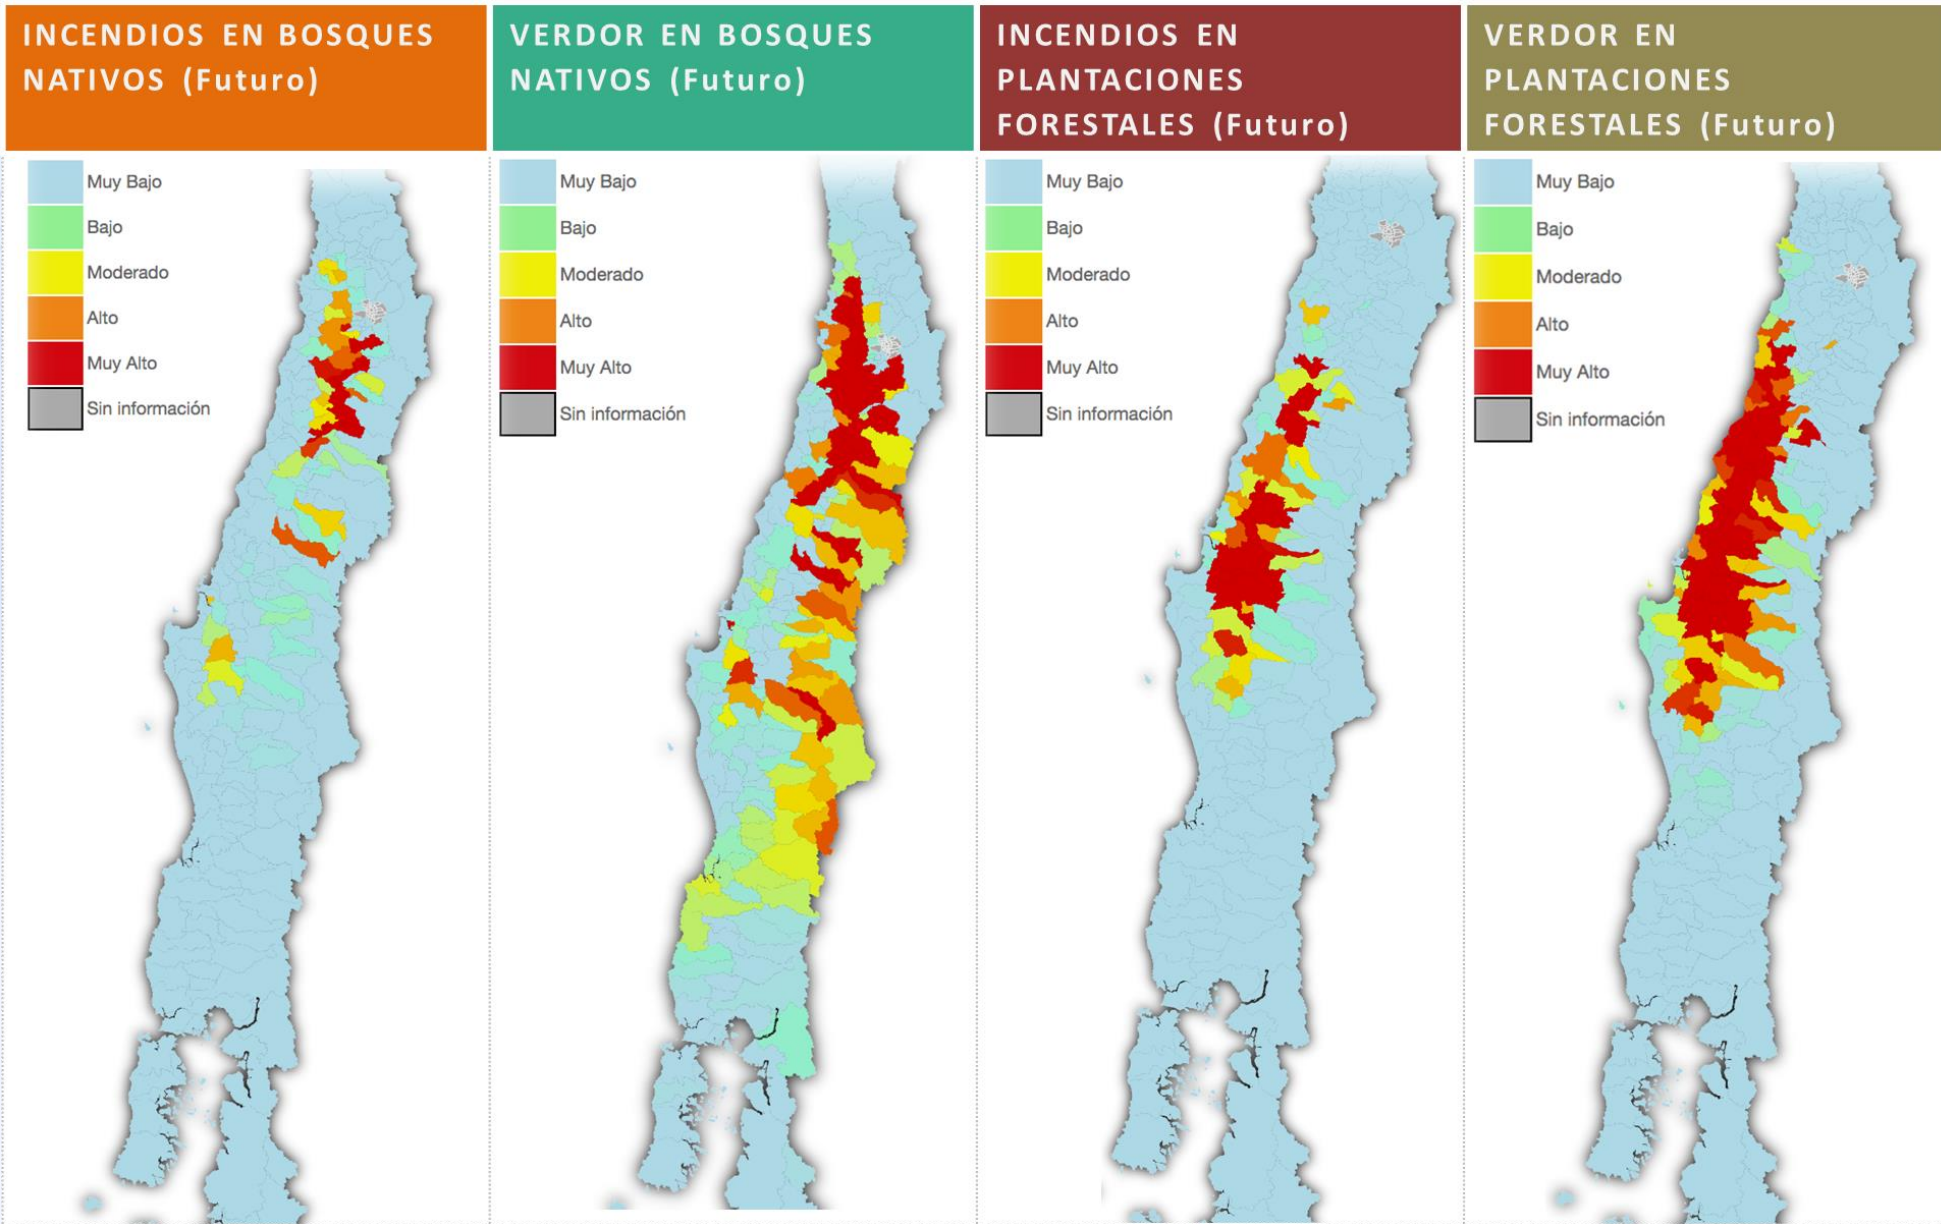 INCENDIOS EN BOSQUES
NATIVOS (Futuro)
Muy Bajo
Bajo
Moderado
Alto
Muy Alto
Sin información
VERDOR EN BOSQUES
NATIVOS (Futuro)
Muy Bajo
Bajo
Moderado
Alto
Muy Alto
Sin información
INCENDIOS EN
PLANTACIONES
FORESTALES (Futuro)
Muy Bajo
Bajo
Moderado
Alto
Muy Alto
Sin información
VERDOR EN
PLANTACIONES
FORESTALES (Futuro)
Muy Bajo
Bajo
Moderado
Alto
Muy Alto
Sin información